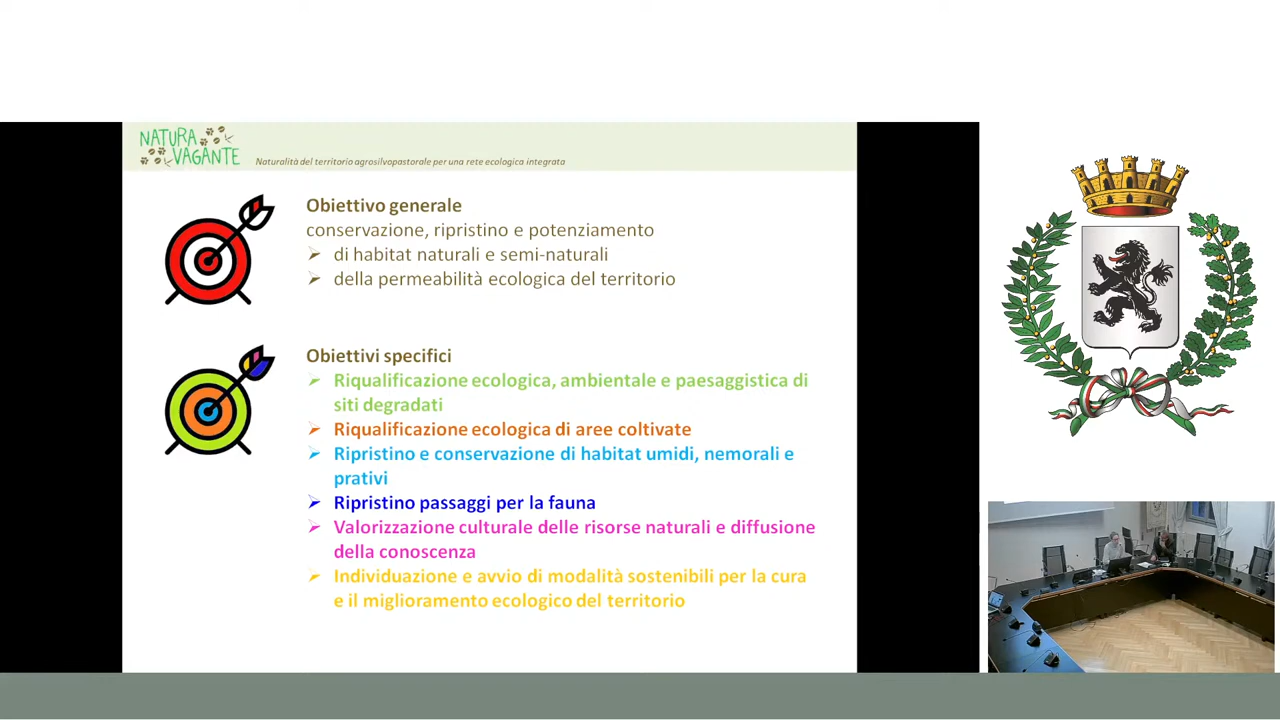 NATURA
VAGANTE
Naturalità del territorio agrosilvopastorale per una rete ecologica integrata
Obiettivo generale
conservazione, ripristino e potenziamento
di habitat naturali e semi-naturali
della permeabilità ecologica del territorio
Obiettivi specifici
Riqualificazione ecologica, ambientale e paesaggistica di
siti degradati
Riqualificazione ecologica di aree coltivate
Ripristino e conservazione di habitat umidi, nemorali e
prativi
Ripristino passaggi per la fauna
Valorizzazione culturale delle risorse naturali e diffusione
della conoscenza
Individuazione e avvio di modalità sostenibili per la cura
e il miglioramento ecologico del territorio